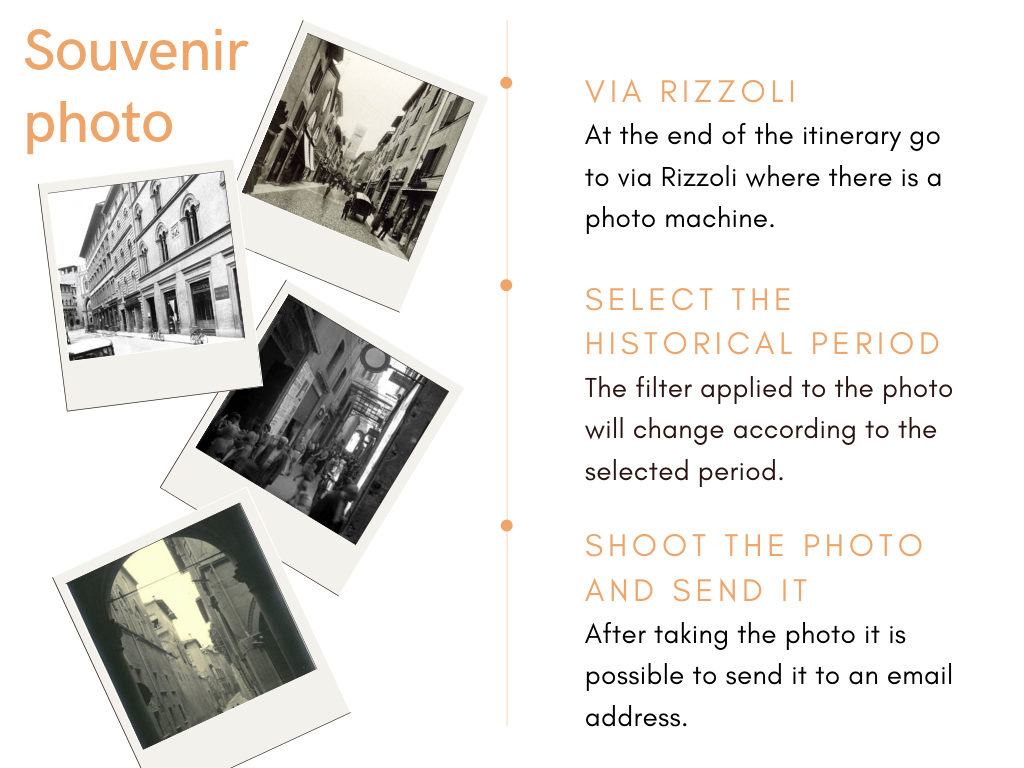 Souvenir
photo
VIA RIZZOLI
At the end of the itinerary go
to via Rizzoli where there is a
photo machine.
SELECT THE
HISTORICAL PERIOD
The filter applied to the photo
will change according to the
selected period.
SHOOT THE PHOTO
AND SEND IT
After taking the photo it is
possible to send it to an email
address.